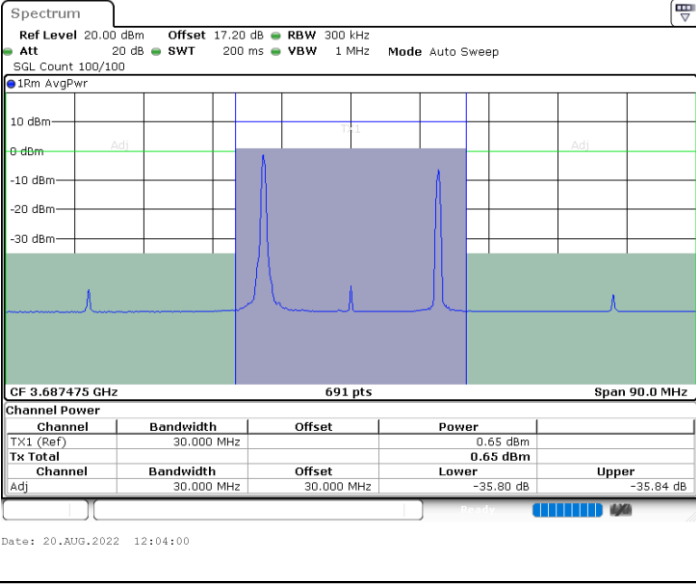 Spectrum
Ref Level 20.00 dBm Offset 17.20 dB RBW 300 kHz
Att 20 dB SWT 200 ms VBW 1 MHz Mode Auto Sweep
SGL Count 100/100
1Rm AvgPwr
10 dBm
TX1
Adj Adj
0 dBm
-10 dBm
-20 dBm
-30 dBm
CF 3.687475 GHz 691 pts Span 90.0 MHz
Channel Power
Channel Bandwidth Offset Power
TX1 (Ref) 30.000 MHz 0.65 dBm
Tx Total 0.65 dBm
Channel Bandwidth Offset Lower Upper
Adj 30.000 MHz 30.000 MHz -35.80 dB -35.84 dB
Ready
Date: 20.AUG.2022 12:04:00